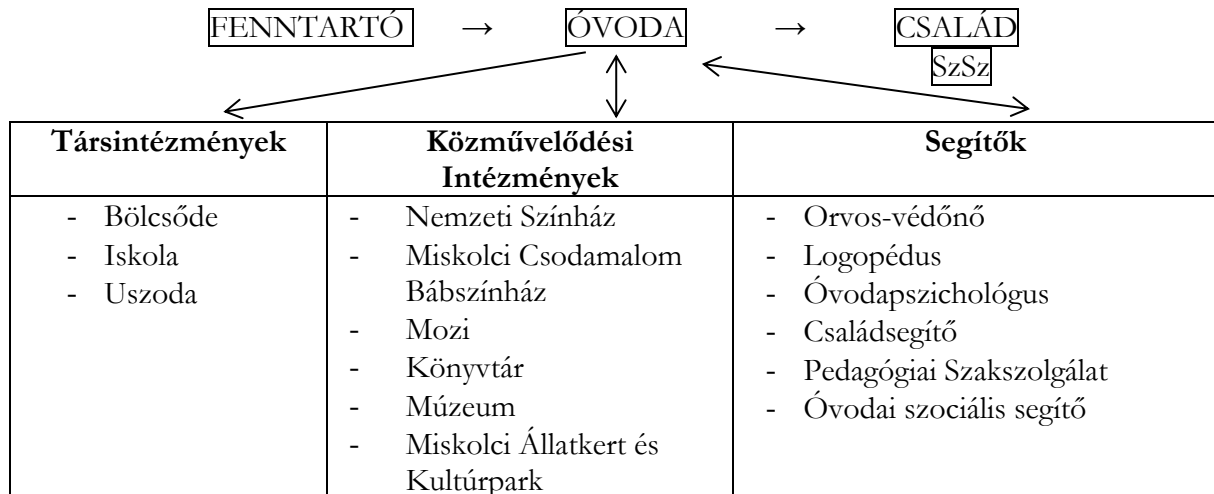 FENNTARTÓ → ÓVODA → CSALÁD
SzSz
Társintézmények
Közművelődési
Intézmények
Segítők
- Bölcsőde
- Iskola
- Uszoda
- Nemzeti Színház
- Miskolci Csodamalom
Bábszínház
- Mozi
- Könyvtár
- Múzeum
- Miskolci Állatkert és
Kultúrpark
- Orvos-védőnő
- Logopédus
- Óvodapszichológus
- Családsegítő
- Pedagógiai Szakszolgálat
- Óvodai szociális segítő